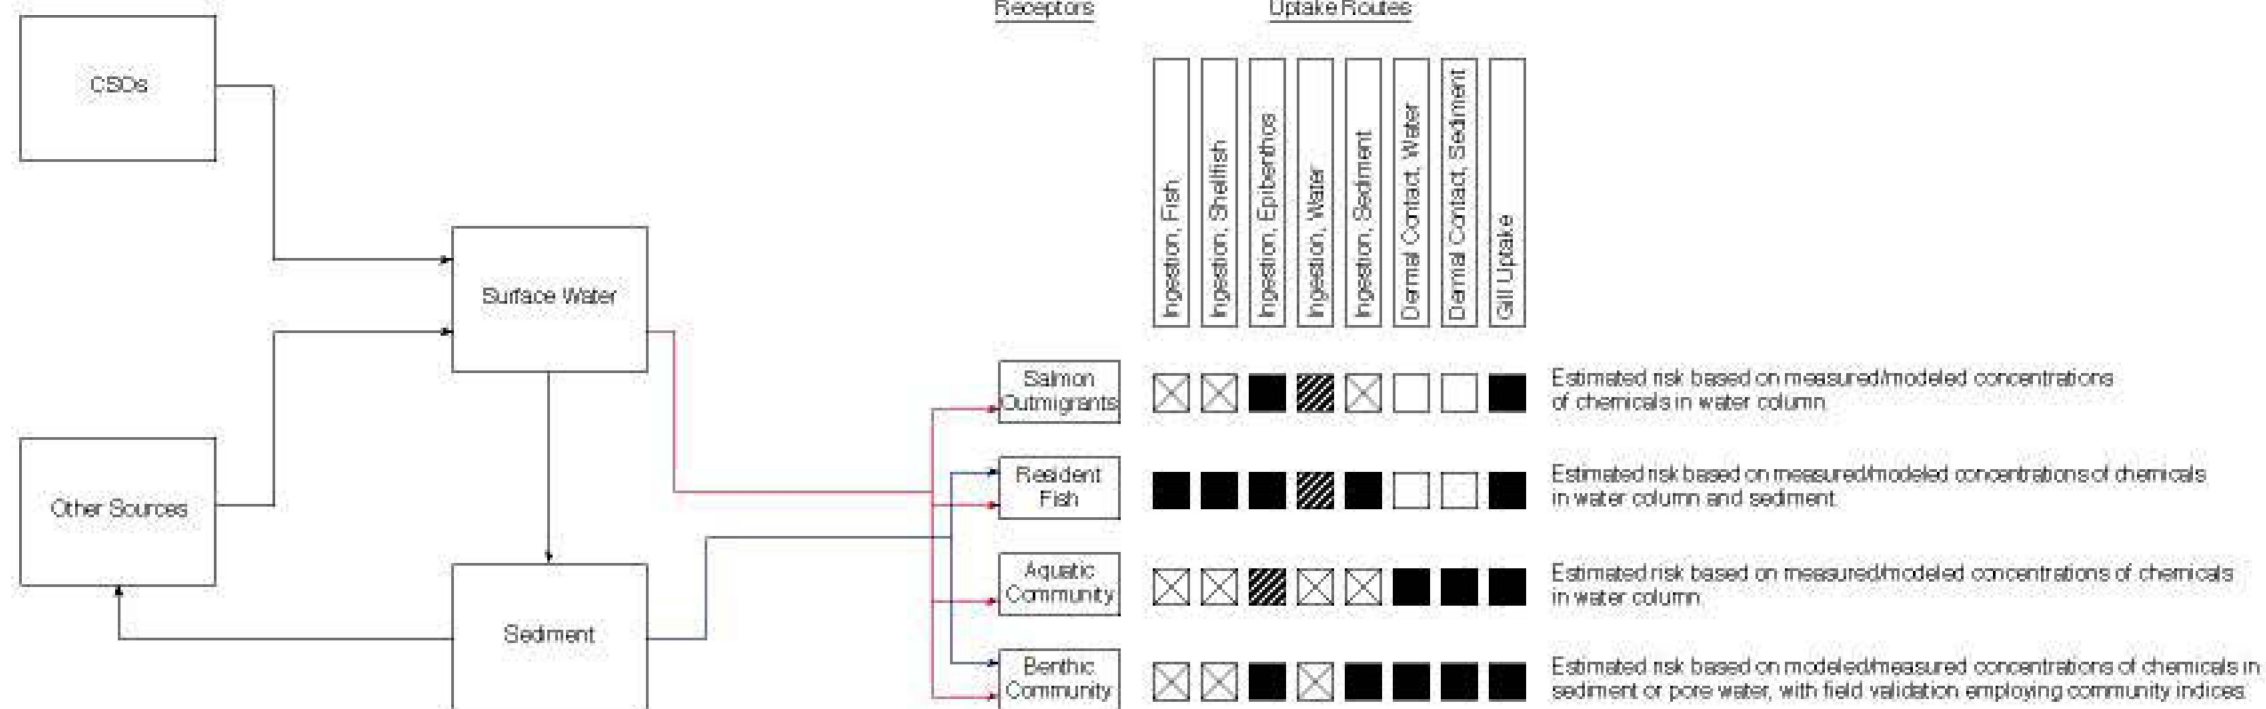 Receptors
Uptake Routes
CSOs
Surface Water
Other Sources
Sediment
Ingestion, Fish
Ingestion, Shellfish
Ingestion, Epibenthos
Ingestion, Water
Ingestion, Sediment
Dermal Contact, Water
Dermal Contact, Sediment
Gill Uptake
Salmon
Outmigrants
Estimated risk based on measured/modeled concentrations
of chemicals in water column.
Resident
Fish
Estimated risk based on measured/modeled concentrations of chemicals
in water column and sediment.
Aquatic
Community
Estimated risk based on measured/modeled concentrations of chemicals
in water column.
Benthic
Community
Estimated risk based on modeled/measured concentrations of chemicals in
sediment or pore water, with field validation employing community indices.